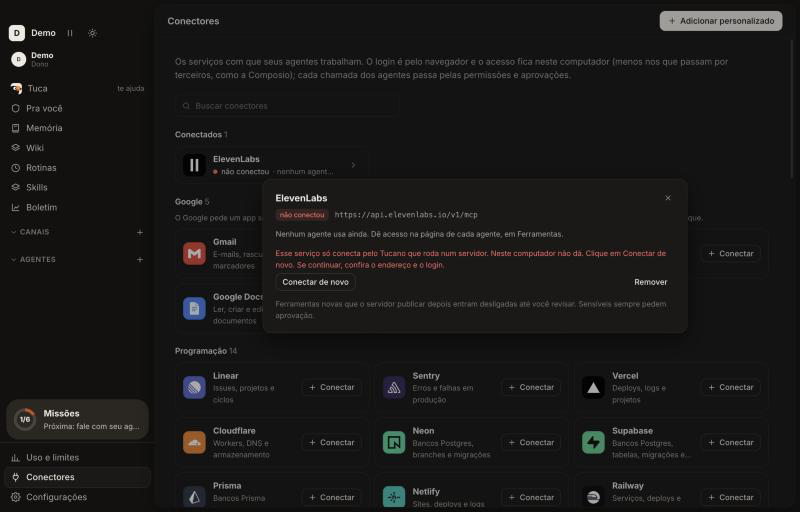 D Demo
D Demo
Dono
Tuca te ajuda
Pra você
Memória
Wiki
Rotinas
Skills
Boletim
CANAIS
AGENTES
1/6 Missões
Próxima: fale com seu ag...
Uso e limites
Conectores
Configurações
Conectores
+ Adicionar personalizado
Os serviços com que seus agentes trabalham. O login é pelo navegador e o acesso fica neste computador (menos nos que passam por
terceiros, como a Composio); cada chamada dos agentes passa pelas permissões e aprovações.
Buscar conectores
Conectados 1
ElevenLabs
não conectou · nenhum agent...
Google 5
O Google pede um app s
que.
Gmail
E-mails, rascu
marcadores
+ Conectar
Google Docs
Ler, criar e edi
documentos
ElevenLabs
não conectou https://api.elevenlabs.io/v1/mcp
Nenhum agente usa ainda. Dê acesso na página de cada agente, em Ferramentas.
Esse serviço só conecta pelo Tucano que roda num servidor. Neste computador não dá. Clique em Conectar de
novo. Se continuar, confira o endereço e o login.
Conectar de novo
Remover
Ferramentas novas que o servidor publicar depois entram desligadas até você revisar. Sensíveis sempre pedem
aprovação.
Programação 14
Linear
Issues, projetos e
ciclos
+ Conectar
Sentry
Erros e falhas em
produção
+ Conectar
Vercel
Deploys, logs e
projetos
+ Conectar
Cloudflare
Workers, DNS e
armazenamento
+ Conectar
Neon
Bancos Postgres,
branches e migrações
+ Conectar
Supabase
Bancos Postgres,
tabelas, migrações e...
+ Conectar
Prisma
Bancos Prisma
+ Conectar
Netlify
Sites, deploys e logs
+ Conectar
Railway
Serviços, deploys e
+ Conectar